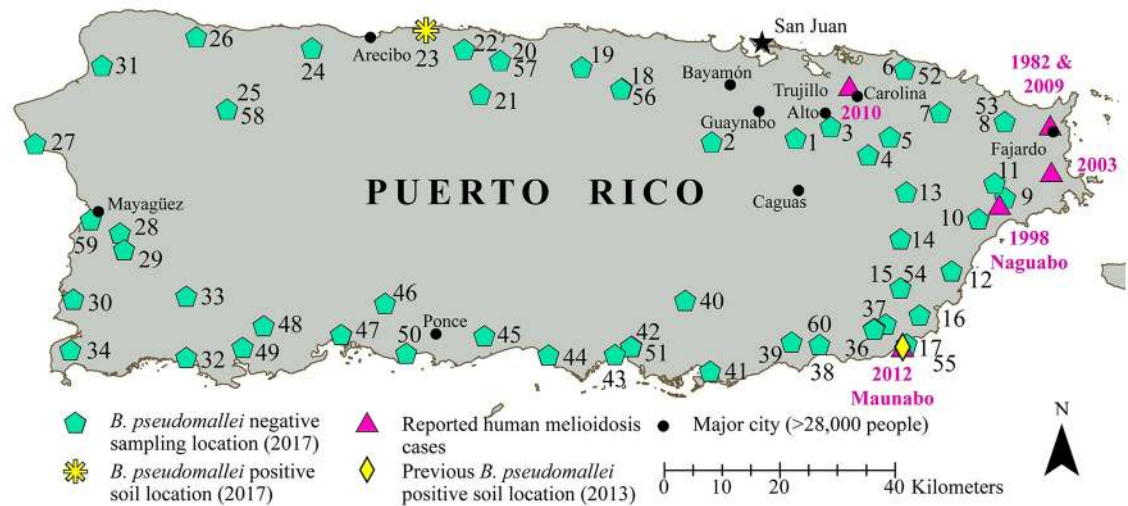 San Juan
26
Arecibo
22
20
19
1982 &
2009
31
24
23
57
18
6
52
Bayamón
Trujillo
Carolina
25
58
21
56
2010
53
7
8
Guaynabo
Alto
3
27
2
1
5
Fajardo
4
2003
11
PUERTO RICO
13
9
Caguas
Mayagüez
10
28
59
14
1998
Naguabo
29
12
15
54
30
33
46
40
37
16
48
Ponce
42
60
34
47
50
45
39
36
17
32
49
44
51
38
55
43
41
2012
Maunabo
B. pseudomallei negative
sampling location (2017)
Reported human melioidosis
cases
Major city (>28,000 people)
N
B. pseudomallei positive
soil location (2017)
Previous B. pseudomallei
positive soil location (2013)
0 10 20 40 Kilometers